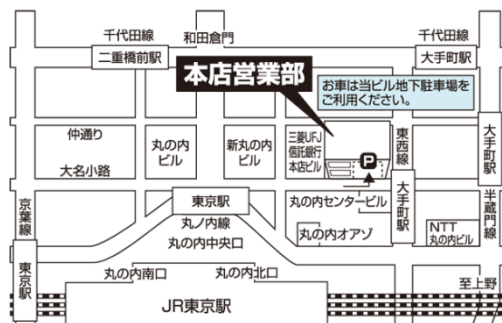 千代田線
二重橋前駅
和田倉門
千代田線
大手町駅
本店営業部
お車は当ビル地下駐車場を
ご利用ください。
仲通り
大名小路
丸の内
ビル
新丸の内
ビル
三菱UFJ
信託銀行
本店ビル
P
東西線
大手町駅
大手町駅
半蔵門線
京葉線
東京駅
東京駅
丸ノ内線
丸の内中央口
丸の内センタービル
丸の内オアゾ
NTT
丸の内ビル
丸の内南口
丸の内北口
至上野
JR東京駅